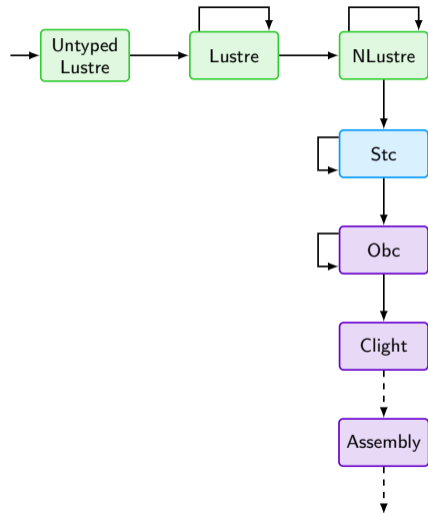 Untyped
Lustre
Lustre
NLustre
Stc
Obc
Clight
Assembly